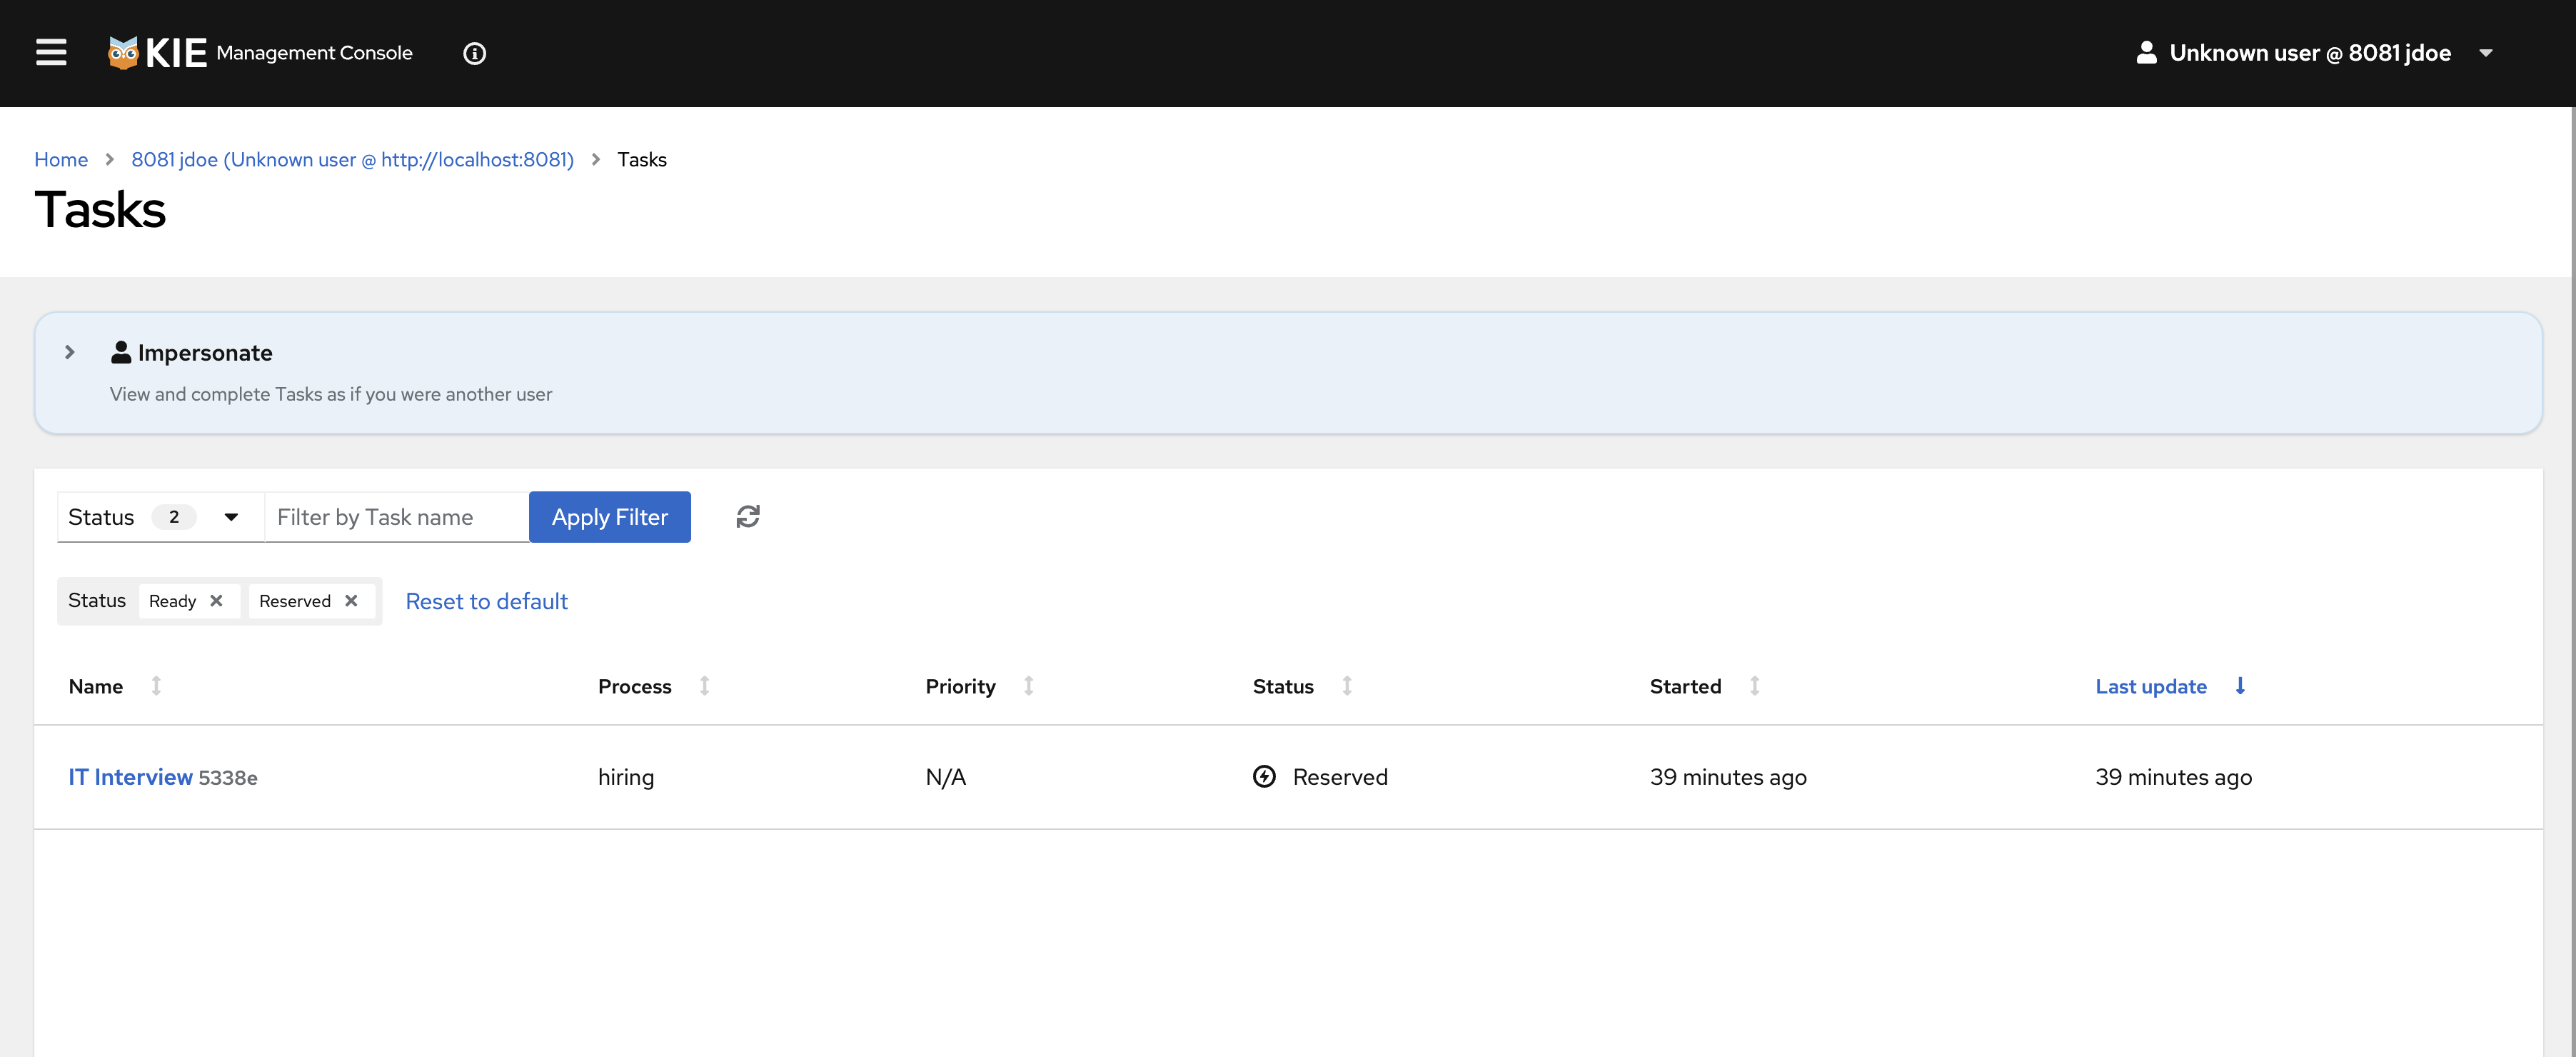 KIE Management Console
Unknown user @ 8081 jdoe
Home > 8081 jdoe (Unknown user @ http://localhost:8081) > Tasks
Tasks
Impersonate
View and complete Tasks as if you were another user
Status 2 Filter by Task name Apply Filter
Status Ready Reserved Reset to default
Name Process Priority Status Started Last update
IT Interview 5338e hiring N/A Reserved 39 minutes ago 39 minutes ago